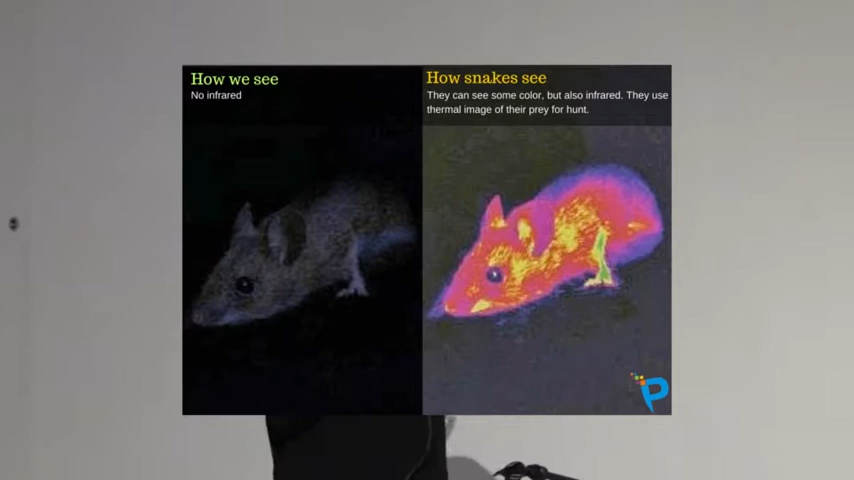 How we see
No infrared
How snakes see
They can see some color, but also infrared. They use
thermal image of their prey for hunt.
P